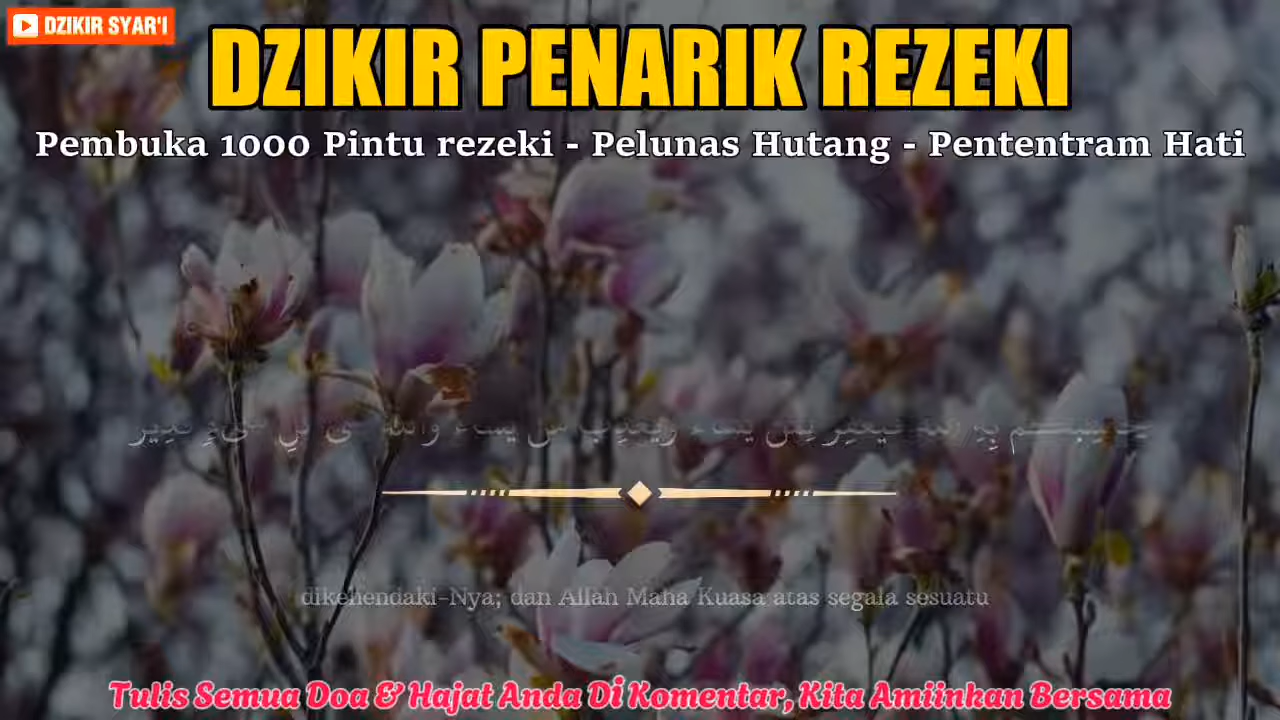 DZIKIR SYAR'I
DZIKIR PENARIK REZEKI
Pembuka 1000 Pintu rezeki - Pelunas Hutang - Pententram Hati
بِهِ وَاللَّهُ
dikehendaki-Nya; dan Allah Maha Kuasa atas segala sesuatu
Tulis Semua Doa & Hajat Anda Di Komentar, Kita Amiinkan Bersama